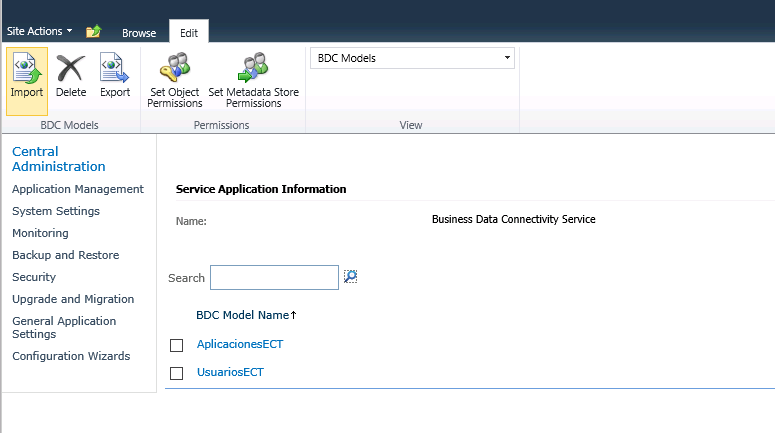 Site Actions
Browse
Edit
Import
Delete
Export
Set Object
Permissions
Set Metadata Store
Permissions
BDC Models
BDC Models
Permissions
View
Central
Administration
Application Management
System Settings
Monitoring
Backup and Restore
Security
Upgrade and Migration
General Application
Settings
Configuration Wizards
Service Application Information
Name:
Business Data Connectivity Service
Search
BDC Model Name↑
AplicacionesECT
UsuariosECT